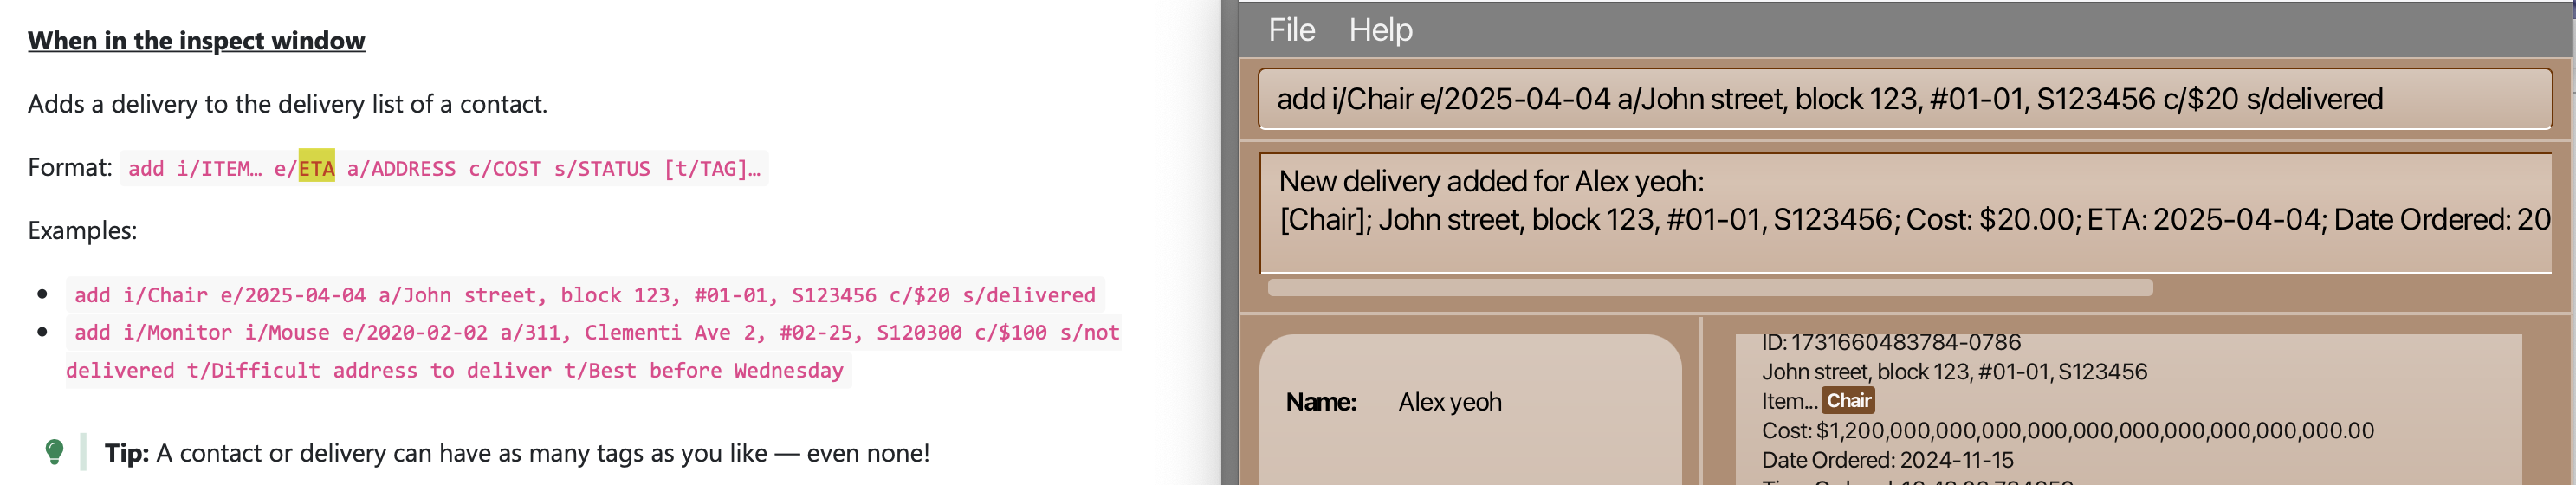 When in the inspect window
Adds a delivery to the delivery list of a contact.
Format: add i/ITEM… e/ETA a/ADDRESS c/COST s/STATUS [t/TAG]…
Examples:
• add i/Chair e/2025-04-04 a/John street, block 123, #01-01, S123456 c/$20 s/delivered
• add i/Monitor i/Mouse e/2020-02-02 a/311, Clementi Ave 2, #02-25, S120300 c/$100 s/not
delivered t/Difficult address to deliver t/Best before Wednesday
Tip: A contact or delivery can have as many tags as you like — even none!
File Help
add i/Chair e/2025-04-04 a/John street, block 123, #01-01, S123456 c/$20 s/delivered
New delivery added for Alex yeoh:
[Chair]; John street, block 123, #01-01, S123456; Cost: $20.00; ETA: 2025-04-04; Date Ordered: 20
Name: Alex yeoh
ID: 1731660483784-0786
John street, block 123, #01-01, S123456
Item... Chair
Cost: $1,200,000,000,000,000,000,000,000,000,000,000.00
Date Ordered: 2024-11-15